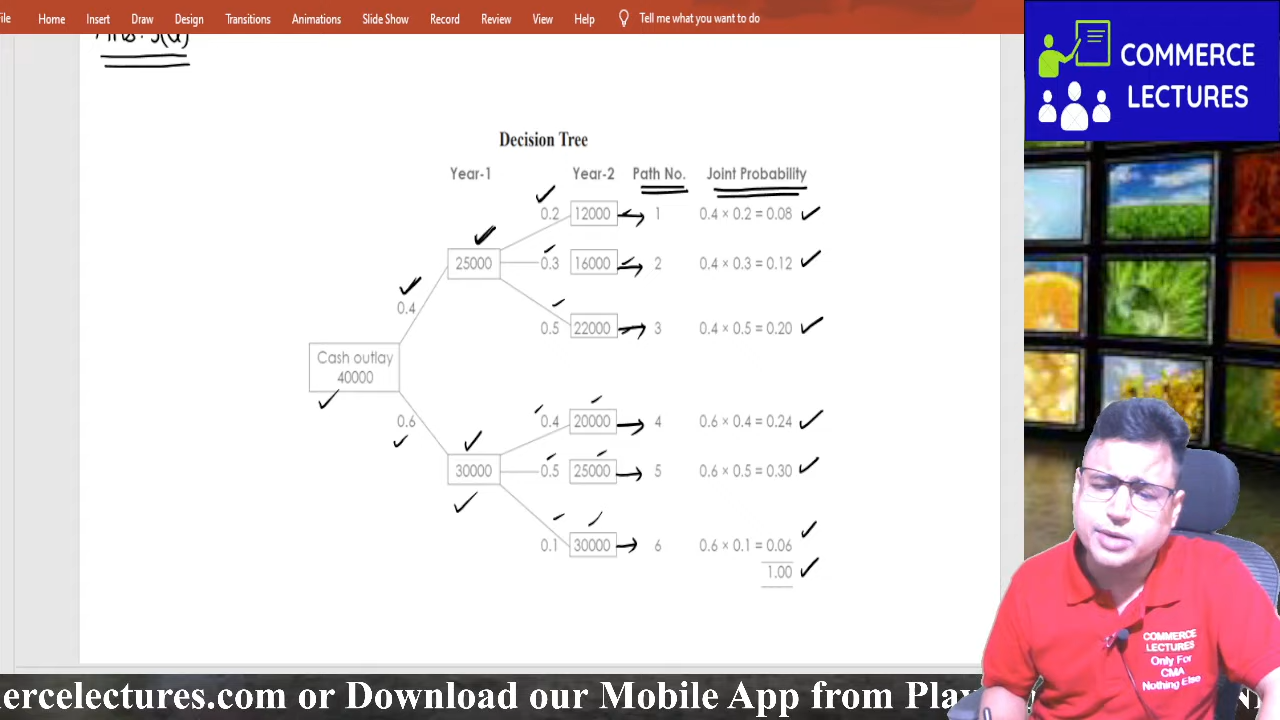 File Home Insert Draw Design Transitions Animations Slide Show Record Review View Help Tell me what you want to do
COMMERCE
LECTURES
Decision Tree
Year-1 Year-2 Path No. Joint Probability
0.2 12000 1 0.4 × 0.2 = 0.08
25000 0.3 16000 2 0.4 × 0.3 = 0.12
0.4
0.5 22000 3 0.4 × 0.5 = 0.20
Cash outlay
40000
0.6 0.4 20000 4 0.6 × 0.4 = 0.24
30000 0.5 25000 5 0.6 × 0.5 = 0.30
0.1 30000 6 0.6 × 0.1 = 0.06
1.00
COMMERCE
LECTURES
Only For
CMA
Nothing Else
mercelectures.com or Download our Mobile App from Play